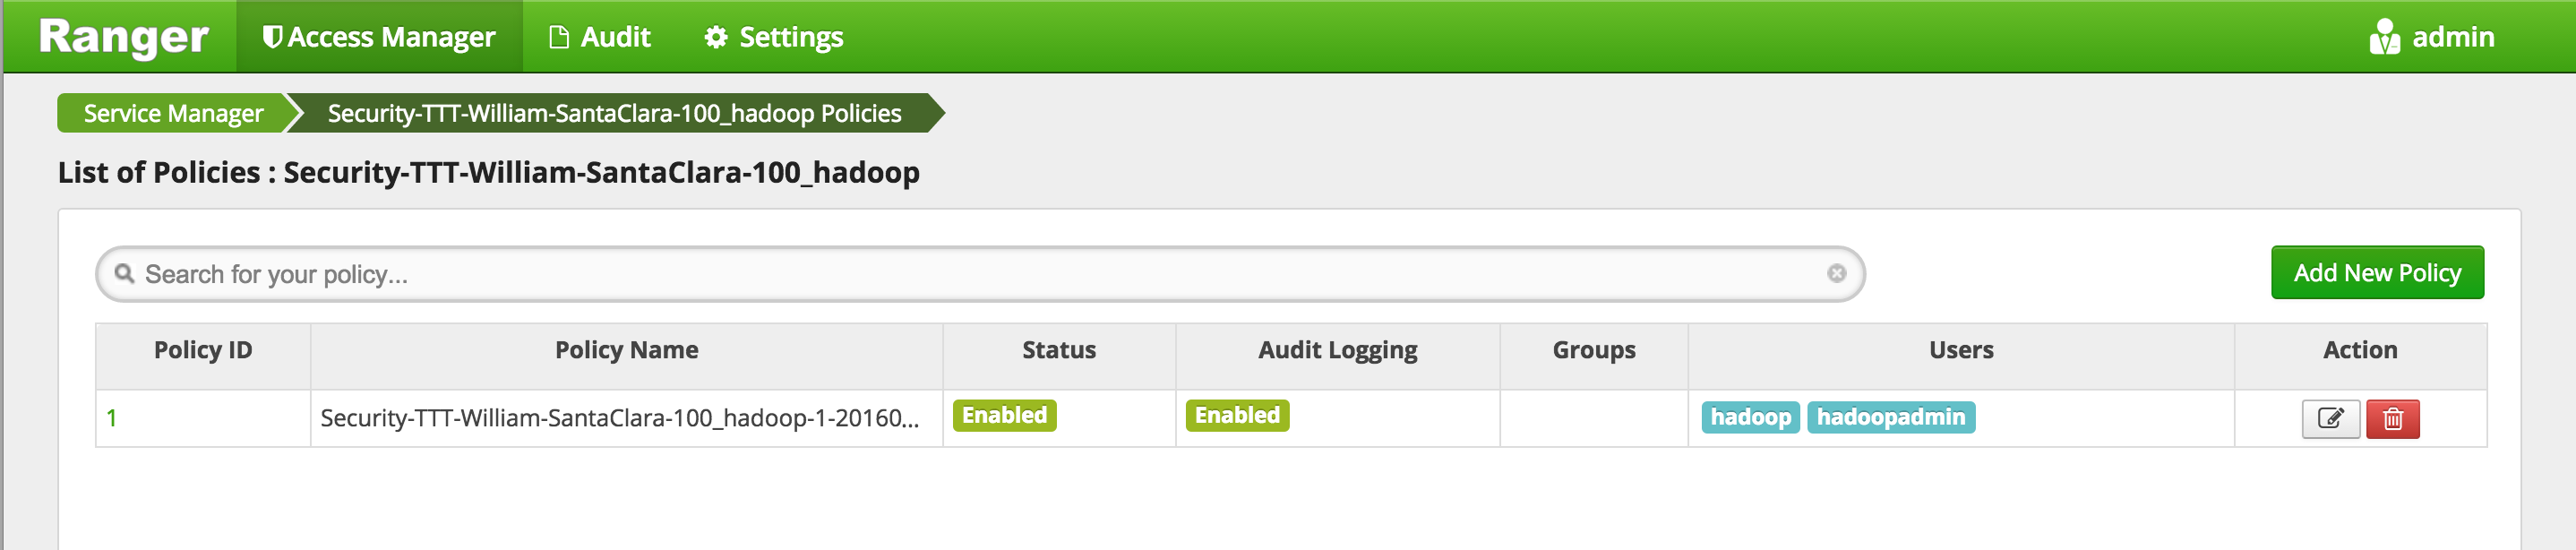 Ranger Access Manager Audit Settings admin
Service Manager Security-TTT-William-SantaClara-100_hadoop Policies
List of Policies : Security-TTT-William-SantaClara-100_hadoop
Search for your policy... Add New Policy
Policy ID Policy Name Status Audit Logging Groups Users Action
1 Security-TTT-William-SantaClara-100_hadoop-1-20160... Enabled Enabled hadoop hadoopadmin